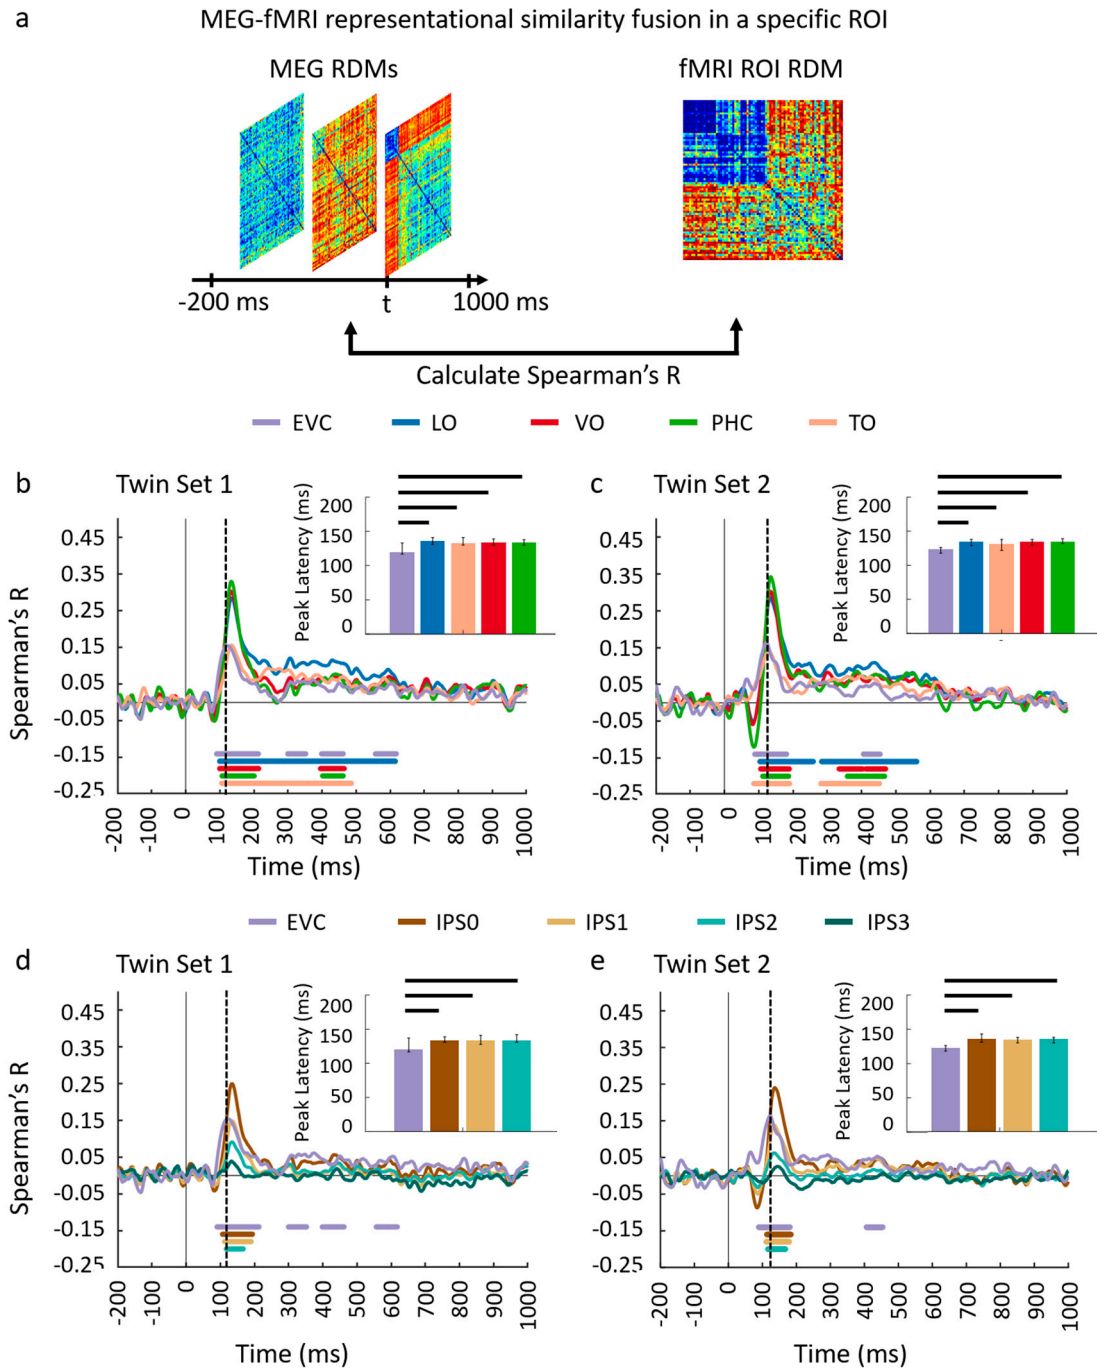 a
MEG-fMRI representational similarity fusion in a specific ROI
MEG RDMs
fMRI ROI RDM
-200 ms
t
1000 ms
Calculate Spearman's R
EVC LO VO PHC TO
b
Twin Set 1
Spearman's R
0.45
0.35
0.25
0.15
0.05
-0.05
-0.15
-0.25
-200 -100 0 100 200 300 400 500 600 700 800 900 1000
Time (ms)
Peak Latency (ms)
200
150
100
50
0
c
Twin Set 2
0.45
0.35
0.25
0.15
0.05
-0.05
-0.15
-0.25
-200 -100 0 100 200 300 400 500 600 700 800 900 1000
Time (ms)
Peak Latency (ms)
200
150
100
50
0
EVC IPS0 IPS1 IPS2 IPS3
d
Twin Set 1
Spearman's R
0.45
0.35
0.25
0.15
0.05
-0.05
-0.15
-0.25
-200 -100 0 100 200 300 400 500 600 700 800 900 1000
Time (ms)
Peak Latency (ms)
200
150
100
50
0
e
Twin Set 2
0.45
0.35
0.25
0.15
0.05
-0.05
-0.15
-0.25
-200 -100 0 100 200 300 400 500 600 700 800 900 1000
Time (ms)
Peak Latency (ms)
200
150
100
50
0